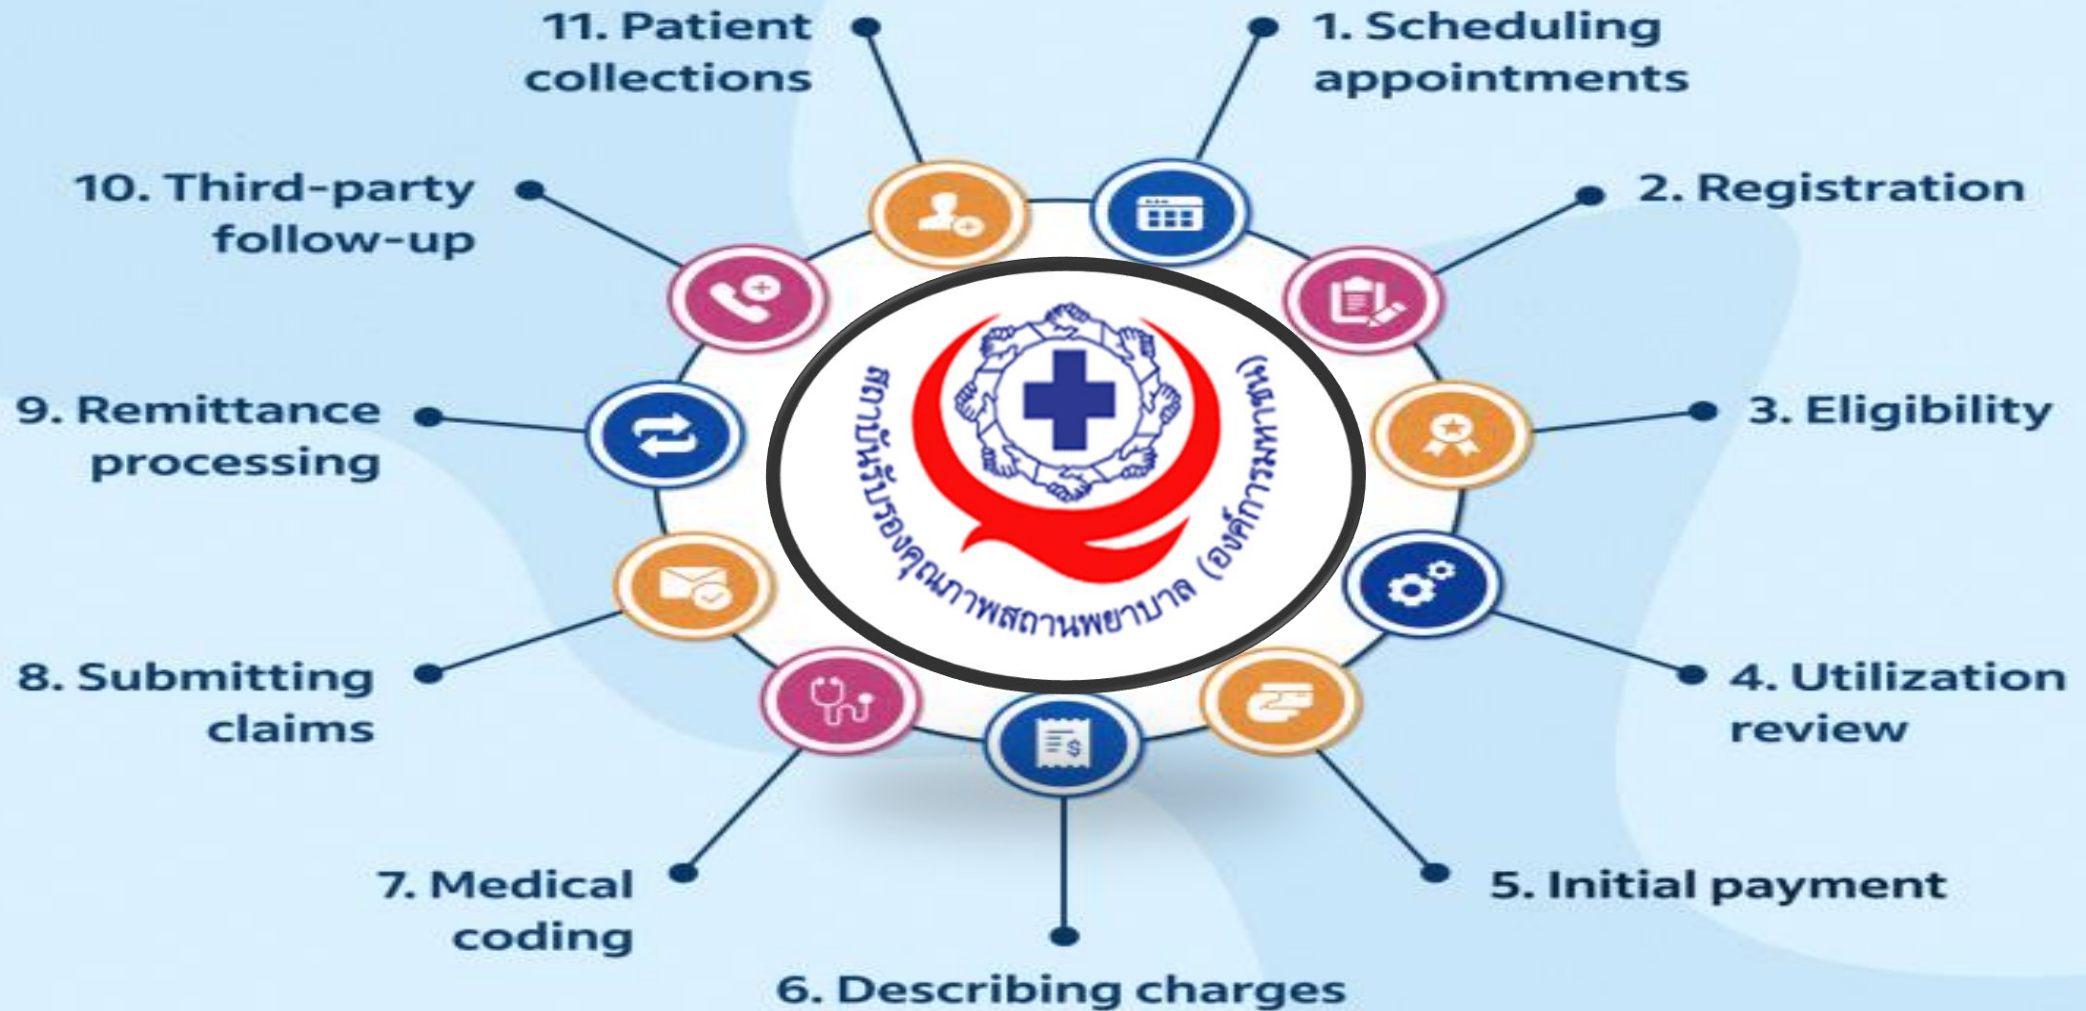 1. Scheduling
appointments
2. Registration
3. Eligibility
4. Utilization
review
5. Initial payment
6. Describing charges
7. Medical
coding
8. Submitting
claims
9. Remittance
processing
10. Third-party
follow-up
11. Patient
collections
สถาบันรับรองคุณภาพสถานพยาบาล (องค์การมหาชน)